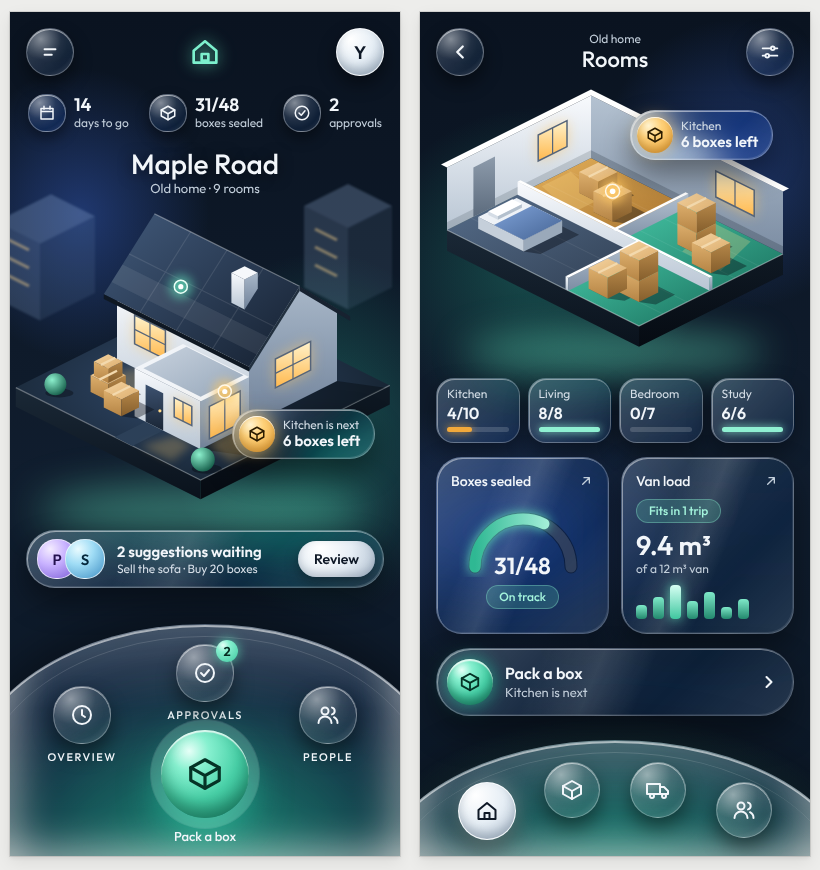 Y
14
days to go
31/48
boxes sealed
2
approvals
Maple Road
Old home · 9 rooms
Kitchen is next
6 boxes left
P
S
2 suggestions waiting
Sell the sofa · Buy 20 boxes
Review
2
APPROVALS
OVERVIEW
PEOPLE
Pack a box
Old home
Rooms
Kitchen
6 boxes left
Kitchen
4/10
Living
8/8
Bedroom
0/7
Study
6/6
Boxes sealed
31/48
On track
Van load
Fits in 1 trip
9.4 m³
of a 12 m³ van
Pack a box
Kitchen is next